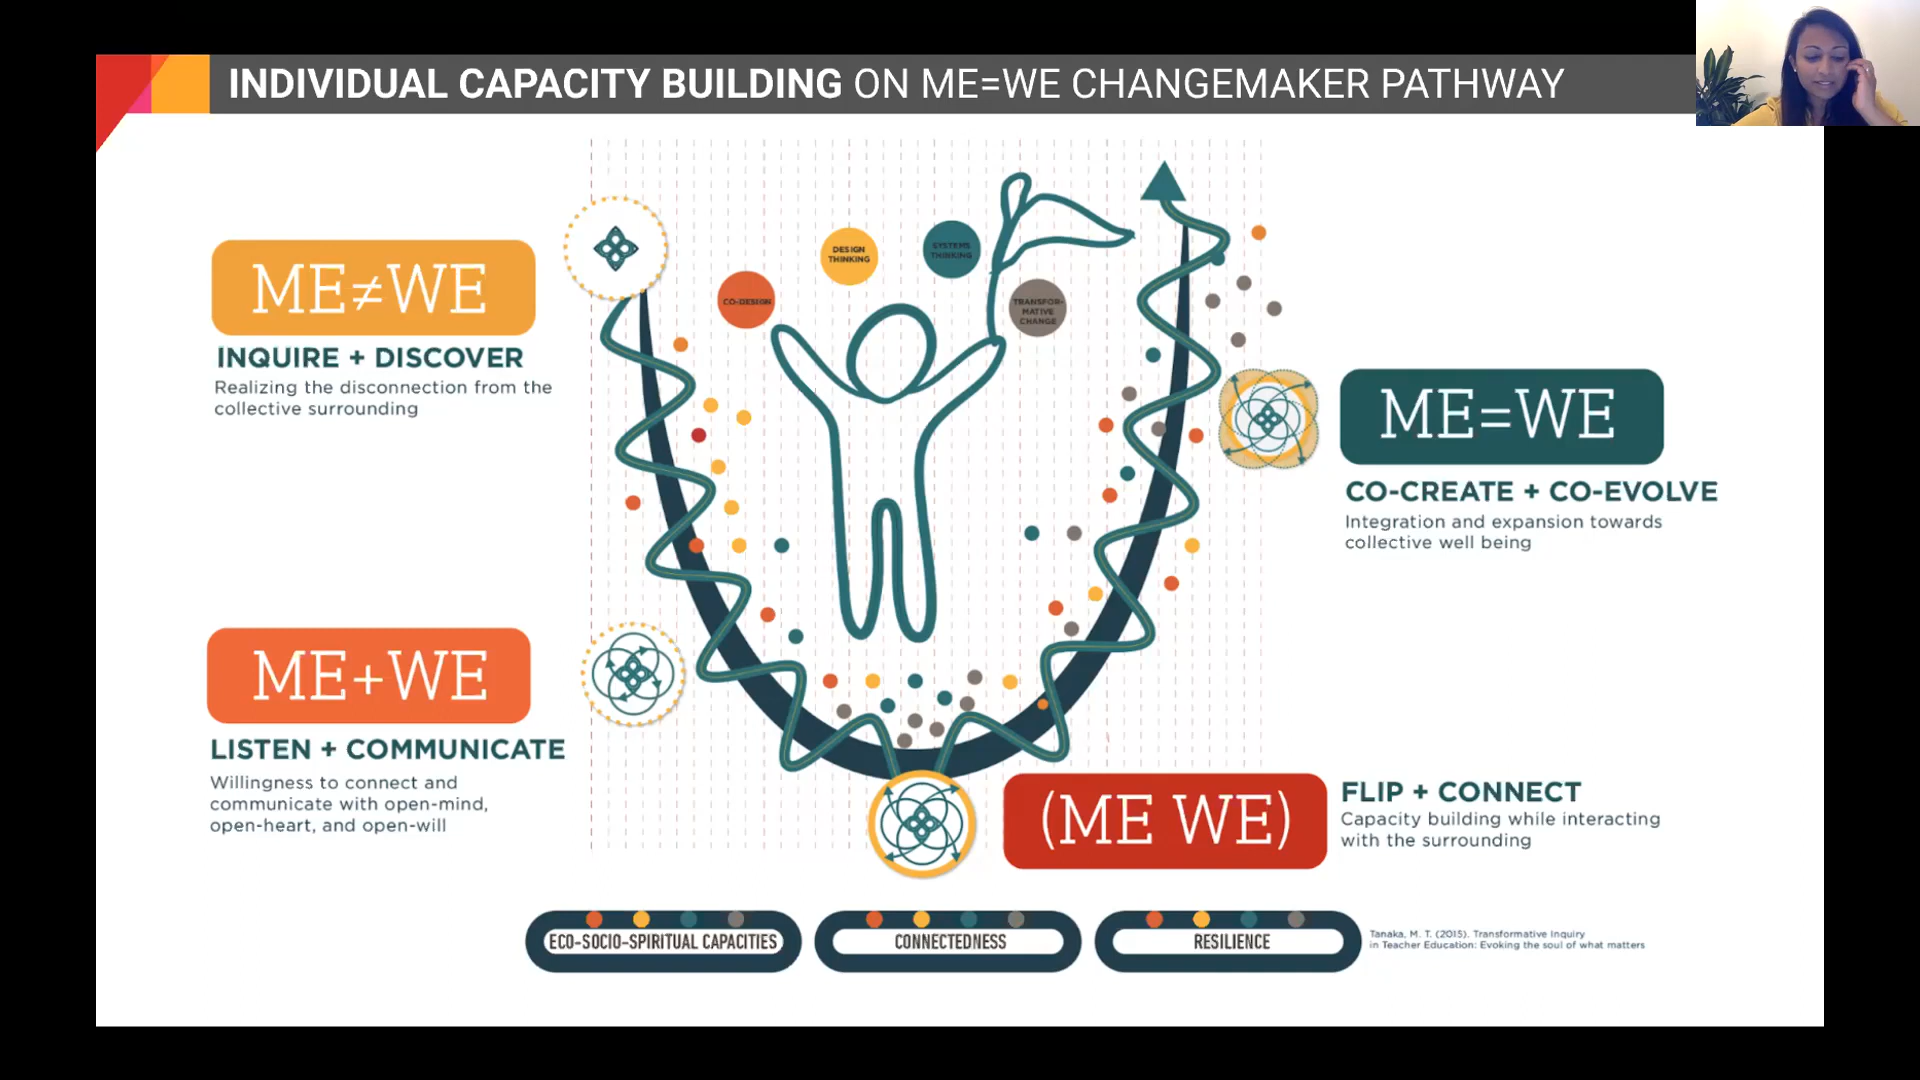 INDIVIDUAL CAPACITY BUILDING ON ME=WE CHANGEMAKER PATHWAY
ME≠WE
INQUIRE + DISCOVER
Realizing the disconnection from the
collective surrounding
CO-DESIGN
DESIGN
THINKING
SYSTEMS
THINKING
TRANSFOR-
MATIVE
CHANGE
ME=WE
CO-CREATE + CO-EVOLVE
Integration and expansion towards
collective well being
ME+WE
LISTEN + COMMUNICATE
Willingness to connect and
communicate with open-mind,
open-heart, and open-will
(ME WE)
FLIP + CONNECT
Capacity building while interacting
with the surrounding
ECO-SOCIO-SPIRITUAL CAPACITIES
CONNECTEDNESS
RESILIENCE
Tanaka, M. T. (2015). Transformative Inquiry
in Teacher Education: Evoking the soul of what matters